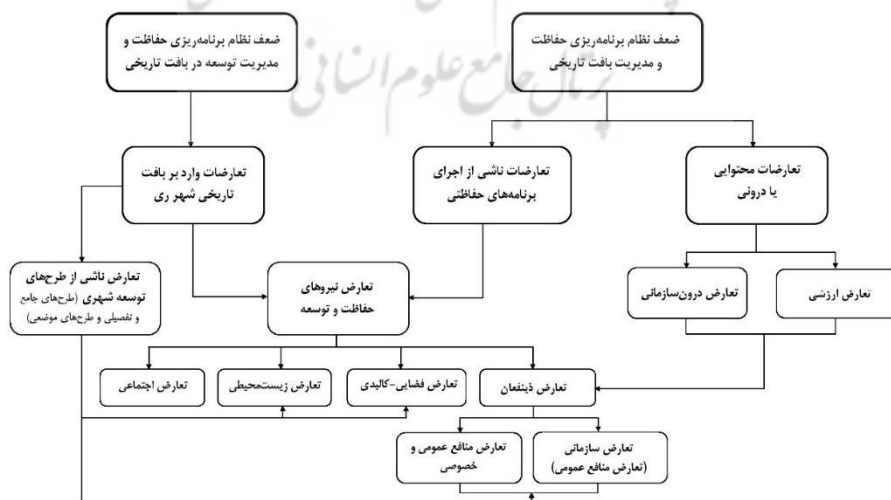 پرتال جامع علوم انسانی
ضعف نظام برنامه‌ریزی حفاظت
و مدیریت بافت تاریخی
ضعف نظام برنامه‌ریزی حفاظت و
مدیریت توسعه در بافت تاریخی
تعارضات محتوایی
یا درونی
تعارضات ناشی از اجرای
برنامه‌های حفاظتی
تعارضات وارد بر بافت
تاریخی شهر ری
تعارض ارزشی
تعارض درون‌سازمانی
تعارض نیروهای
حفاظت و توسعه
تعارض ناشی از طرح‌های
توسعه شهری (طرح‌های جامع
و تفصیلی و طرح‌های موضعی)
تعارض ذینفعان
تعارض فضایی-کالبدی
تعارض زیست‌محیطی
تعارض اجتماعی
تعارض سازمانی
(تعارض منافع عمومی)
تعارض منافع عمومی و
خصوصی